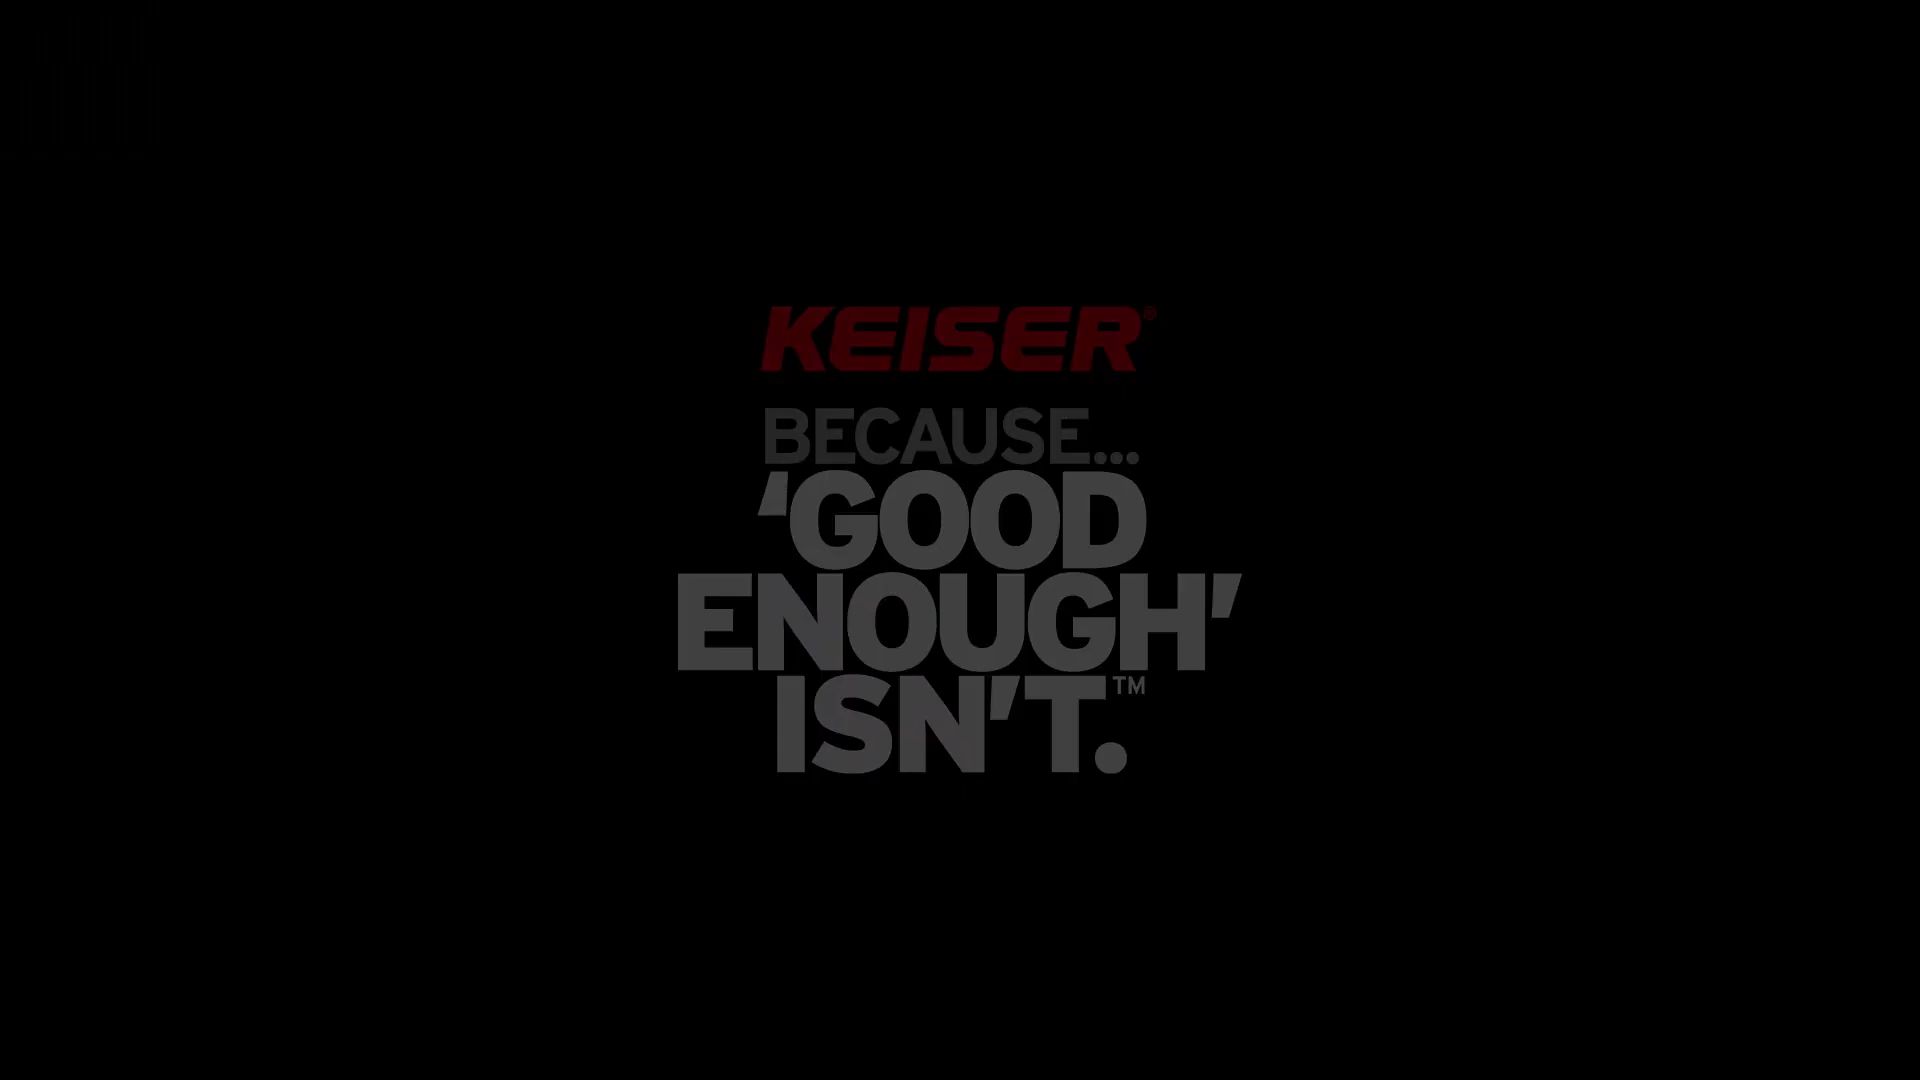 KEISER®
BECAUSE...
‘GOOD
ENOUGH’
ISN'T.™